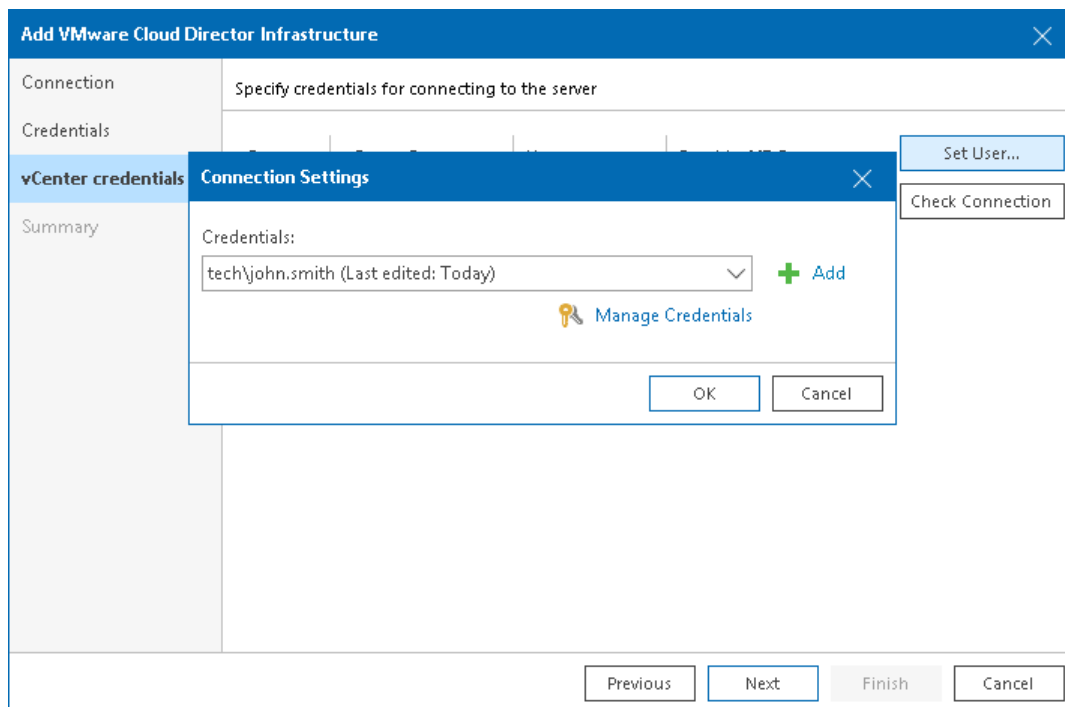 Add VMware Cloud Director Infrastructure
Connection
Specify credentials for connecting to the server
Credentials
Set User...
vCenter credentials
Connection Settings
Check Connection
Summary
Credentials:
tech\john.smith (Last edited: Today)
Add
Manage Credentials
OK
Cancel
Previous
Next
Finish
Cancel